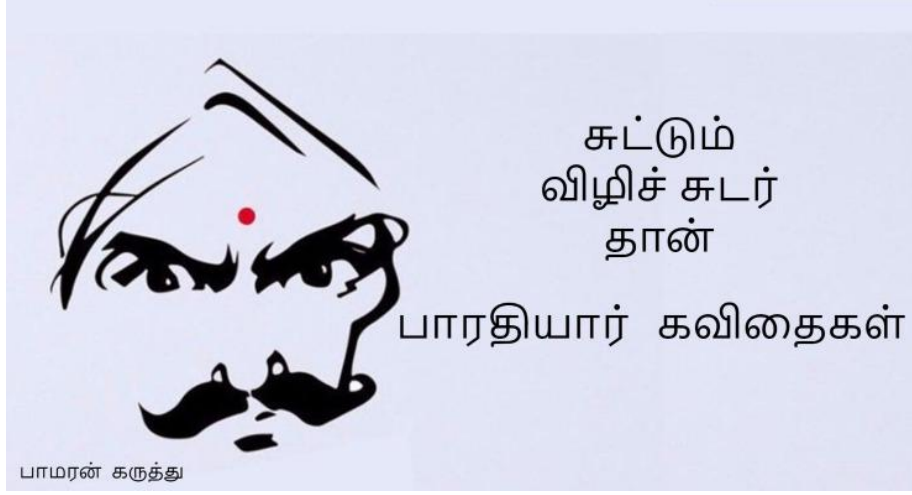 சுட்டும்
விழிச் சுடர்
தான்
பாரதியார் கவிதைகள்
பாமரன் கருத்து